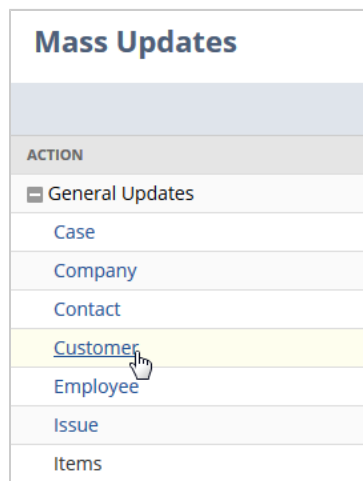 Mass Updates
ACTION
General Updates
Case
Company
Contact
Customer
Employee
Issue
Items